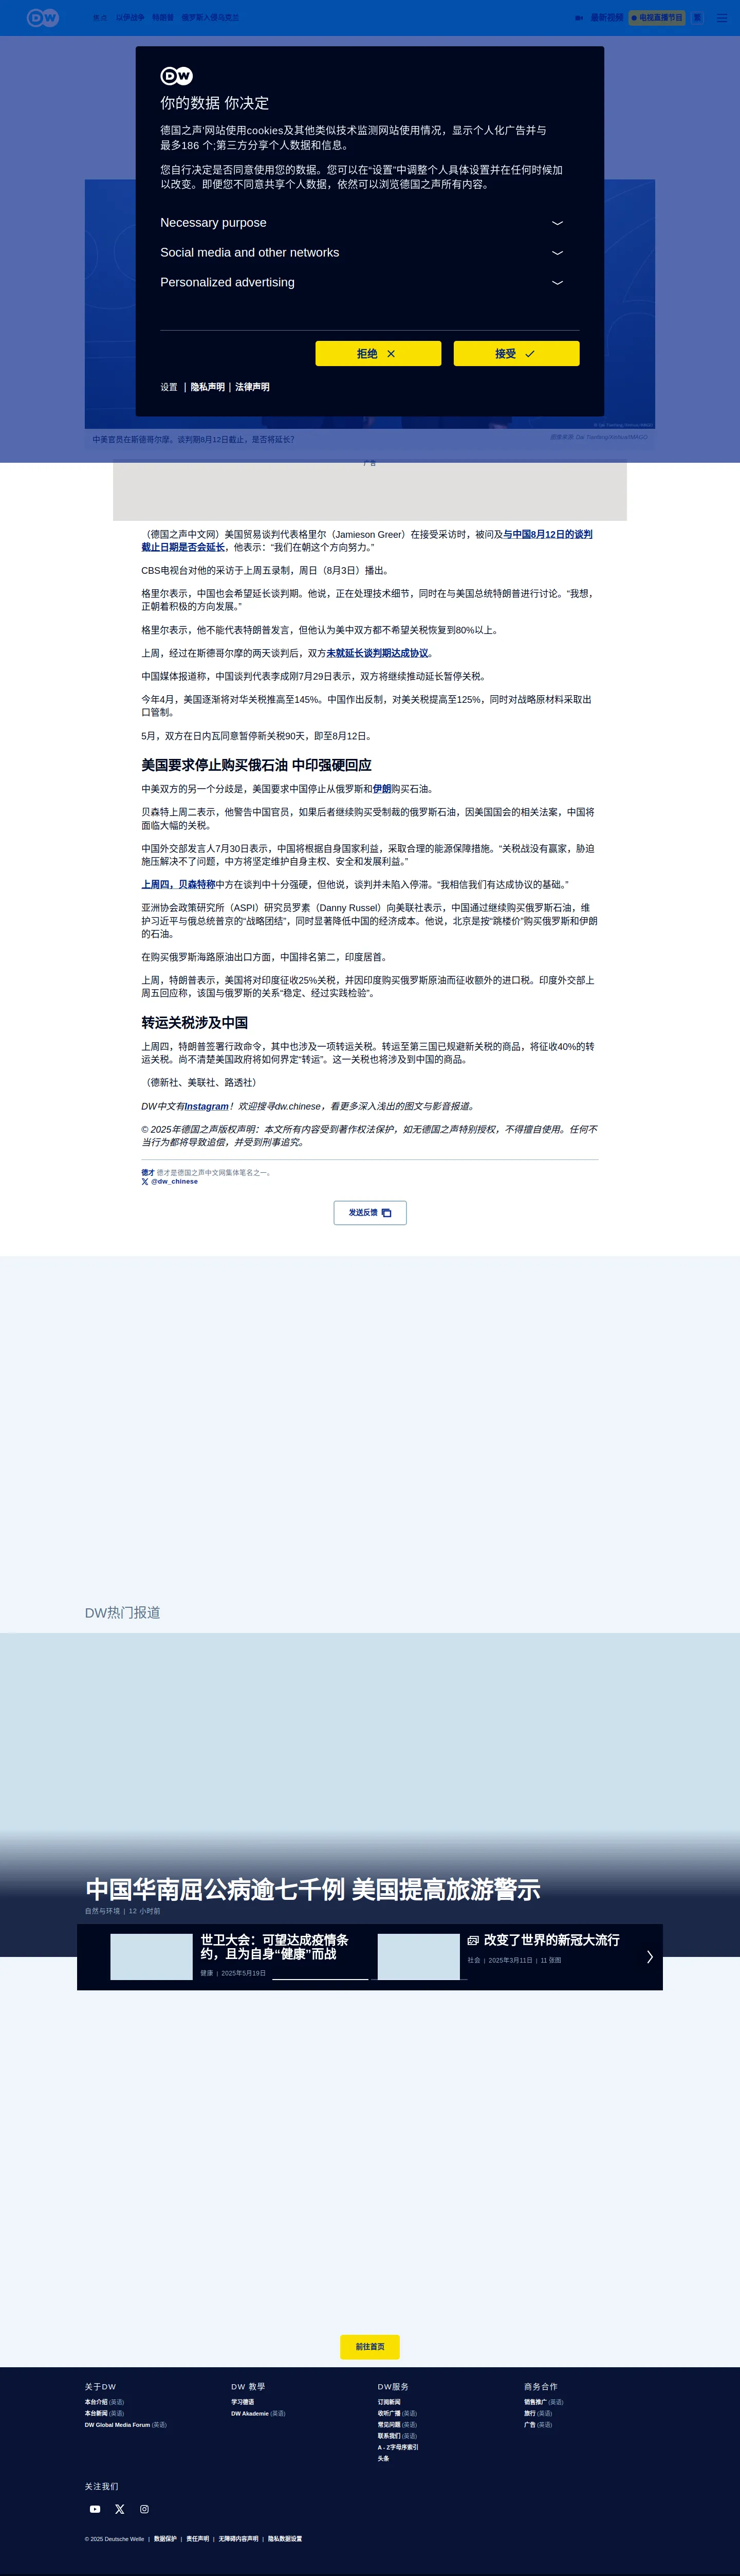 DW
热点 以伊战争 特朗普 俄罗斯入侵乌克兰 最新视频 电视直播节目 繁
DW
你的数据 你决定
德国之声'网站使用cookies及其他类似技术监测网站使用情况，显示个人化广告并与
最多186 个;第三方分享个人数据和信息。
您自行决定是否同意使用您的数据。您可以在“设置”中调整个人具体设置并在任何时候加
以改变。即便您不同意共享个人数据，依然可以浏览德国之声所有内容。
Necessary purpose
Social media and other networks
Personalized advertising
拒绝 接受
设置 | 隐私声明 | 法律声明
中美官员在斯德哥尔摩。谈判期8月12日截止，是否将延长？
图像来源: Dai Tianfang/Xinhua/IMAGO
广告
（德国之声中文网）美国贸易谈判代表格里尔（Jamieson Greer）在接受采访时，被问及与中国8月12日的谈判
截止日期是否会延长，他表示：“我们在朝这个方向努力。”
CBS电视台对他的采访于上周五录制，周日（8月3日）播出。
格里尔表示，中国也会希望延长谈判期。他说，正在处理技术细节，同时在与美国总统特朗普进行讨论。“我想，
正朝着积极的方向发展。”
格里尔表示，他不能代表特朗普发言，但他认为美中双方都不希望关税恢复到80%以上。
上周，经过在斯德哥尔摩的两天谈判后，双方未就延长谈判期达成协议。
中国媒体报道称，中国谈判代表李成刚7月29日表示，双方将继续推动延长暂停关税。
今年4月，美国逐渐将对华关税推高至145%。中国作出反制，对美关税提高至125%，同时对战略原材料采取出
口管制。
5月，双方在日内瓦同意暂停新关税90天，即至8月12日。
美国要求停止购买俄石油 中印强硬回应
中美双方的另一个分歧是，美国要求中国停止从俄罗斯和伊朗购买石油。
贝森特上周二表示，他警告中国官员，如果后者继续购买受制裁的俄罗斯石油，因美国国会的相关法案，中国将
面临大幅的关税。
中国外交部发言人7月30日表示，中国将根据自身国家利益，采取合理的能源保障措施。“关税战没有赢家，胁迫
施压解决不了问题，中方将坚定维护自身主权、安全和发展利益。”
上周四，贝森特称中方在谈判中十分强硬，但他说，谈判并未陷入停滞。“我相信我们有达成协议的基础。”
亚洲协会政策研究所（ASPI）研究员罗素（Danny Russel）向美联社表示，中国通过继续购买俄罗斯石油，维
护习近平与俄总统普京的“战略团结”，同时显著降低中国的经济成本。他说，北京是按“跳楼价”购买俄罗斯和伊朗
的石油。
在购买俄罗斯海路原油出口方面，中国排名第二，印度居首。
上周，特朗普表示，美国将对印度征收25%关税，并因印度购买俄罗斯原油而征收额外的进口税。印度外交部上
周五回应称，该国与俄罗斯的关系“稳定、经过实践检验”。
转运关税涉及中国
上周四，特朗普签署行政命令，其中也涉及一项转运关税。转运至第三国已规避新关税的商品，将征收40%的转
运关税。尚不清楚美国政府将如何界定“转运”。这一关税也将涉及到中国的商品。
（德新社、美联社、路透社）
DW中文有Instagram！欢迎搜寻dw.chinese，看更多深入浅出的图文与影音报道。
© 2025年德国之声版权声明：本文所有内容受到著作权法保护，如无德国之声特别授权，不得擅自使用。任何不
当行为都将导致追偿，并受到刑事追究。
德才 德才是德国之声中文网集体笔名之一。
@dw_chinese
发送反馈
DW热门报道
中国华南屈公病逾七千例 美国提高旅游警示
自然与环境 | 12 小时前
世卫大会：可望达成疫情条
约，且为自身“健康”而战
健康 | 2025年5月19日
改变了世界的新冠大流行
社会 | 2025年3月11日 | 11 张图
前往首页
关于DW
本台介绍 (英语)
本台新闻 (英语)
DW Global Media Forum (英语)
DW 教學
学习德语
DW Akademie (英语)
DW服务
订阅新闻
收听广播 (英语)
常见问题 (英语)
联系我们 (英语)
A - Z字母序索引
头条
商务合作
销售推广 (英语)
旅行 (英语)
广告 (英语)
关注我们
© 2025 Deutsche Welle | 数据保护 | 责任声明 | 无障碍内容声明 | 隐私数据设置